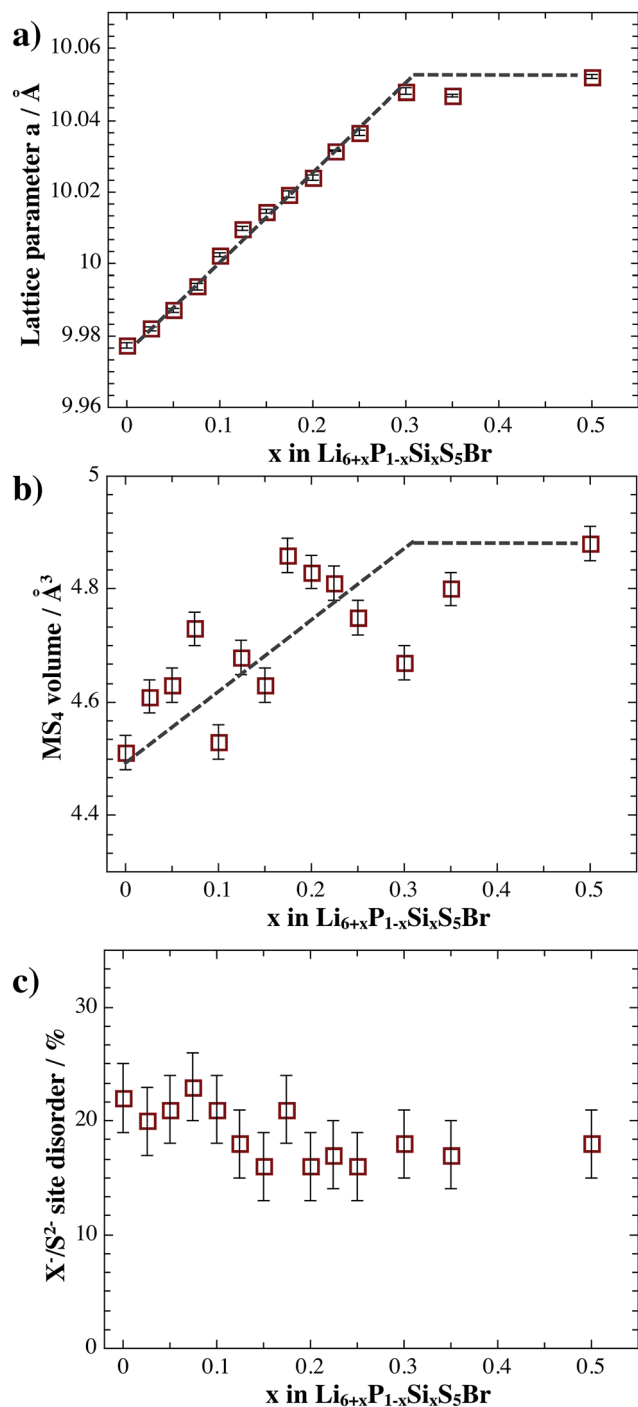 a)
10.06
10.04
10.02
10
9.98
9.96
Lattice parameter a / Å
0 0.1 0.2 0.3 0.4 0.5
x in Li₆₊ₓP₁₋ₓSiₓS₅Br
b)
5
4.8
4.6
4.4
MS₄ volume / Å³
0 0.1 0.2 0.3 0.4 0.5
x in Li₆₊ₓP₁₋ₓSiₓS₅Br
c)
30
20
10
0
X⁻/S²⁻ site disorder / %
0 0.1 0.2 0.3 0.4 0.5
x in Li₆₊ₓP₁₋ₓSiₓS₅Br